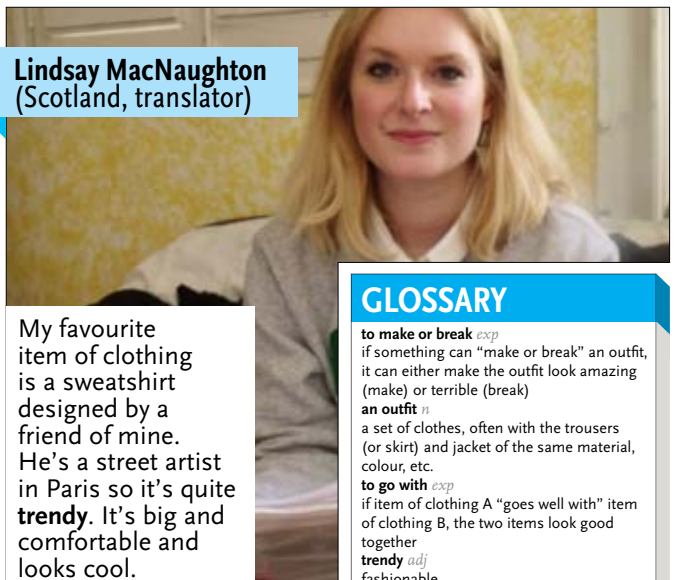 Lindsay MacNaughton
(Scotland, translator)
My favourite
item of clothing
is a sweatshirt
designed by a
friend of mine.
He's a street artist
in Paris so it's quite
trendy. It's big and
comfortable and
looks cool.
GLOSSARY
to make or break exp
if something can “make or break” an outfit,
it can either make the outfit look amazing
(make) or terrible (break)
an outfit n
a set of clothes, often with the trousers
(or skirt) and jacket of the same material,
colour, etc.
to go with exp
if item of clothing A “goes well with” item
of clothing B, the two items look good
together
trendy adj
fashionable